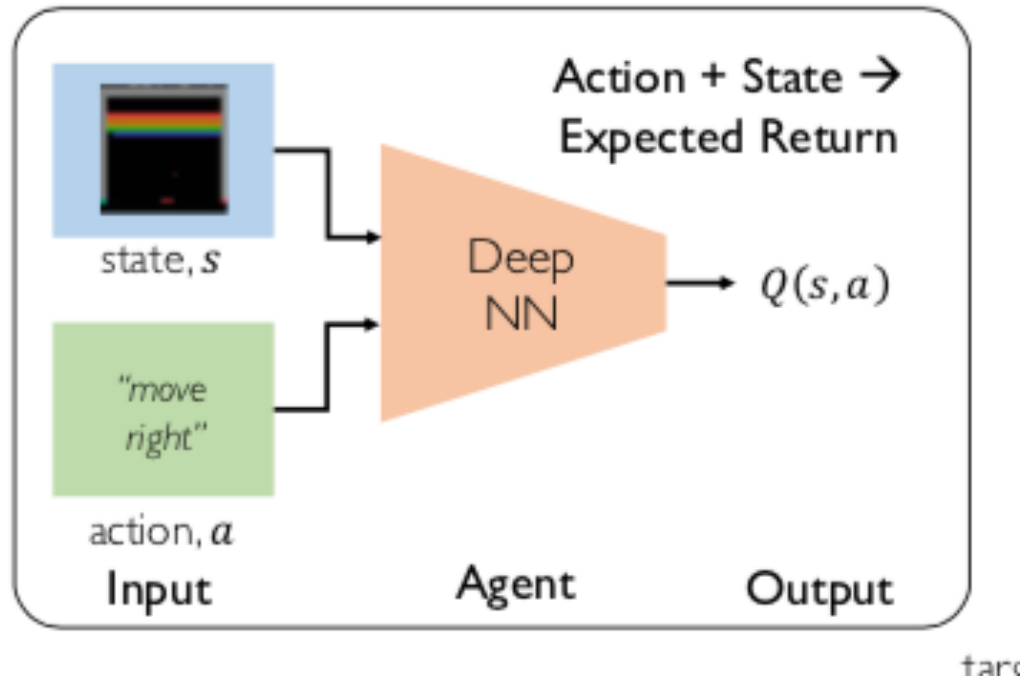 Action + State →
Expected Return
state, s
Deep
NN
Q(s,a)
"move
right"
action, a
Input
Agent
Output